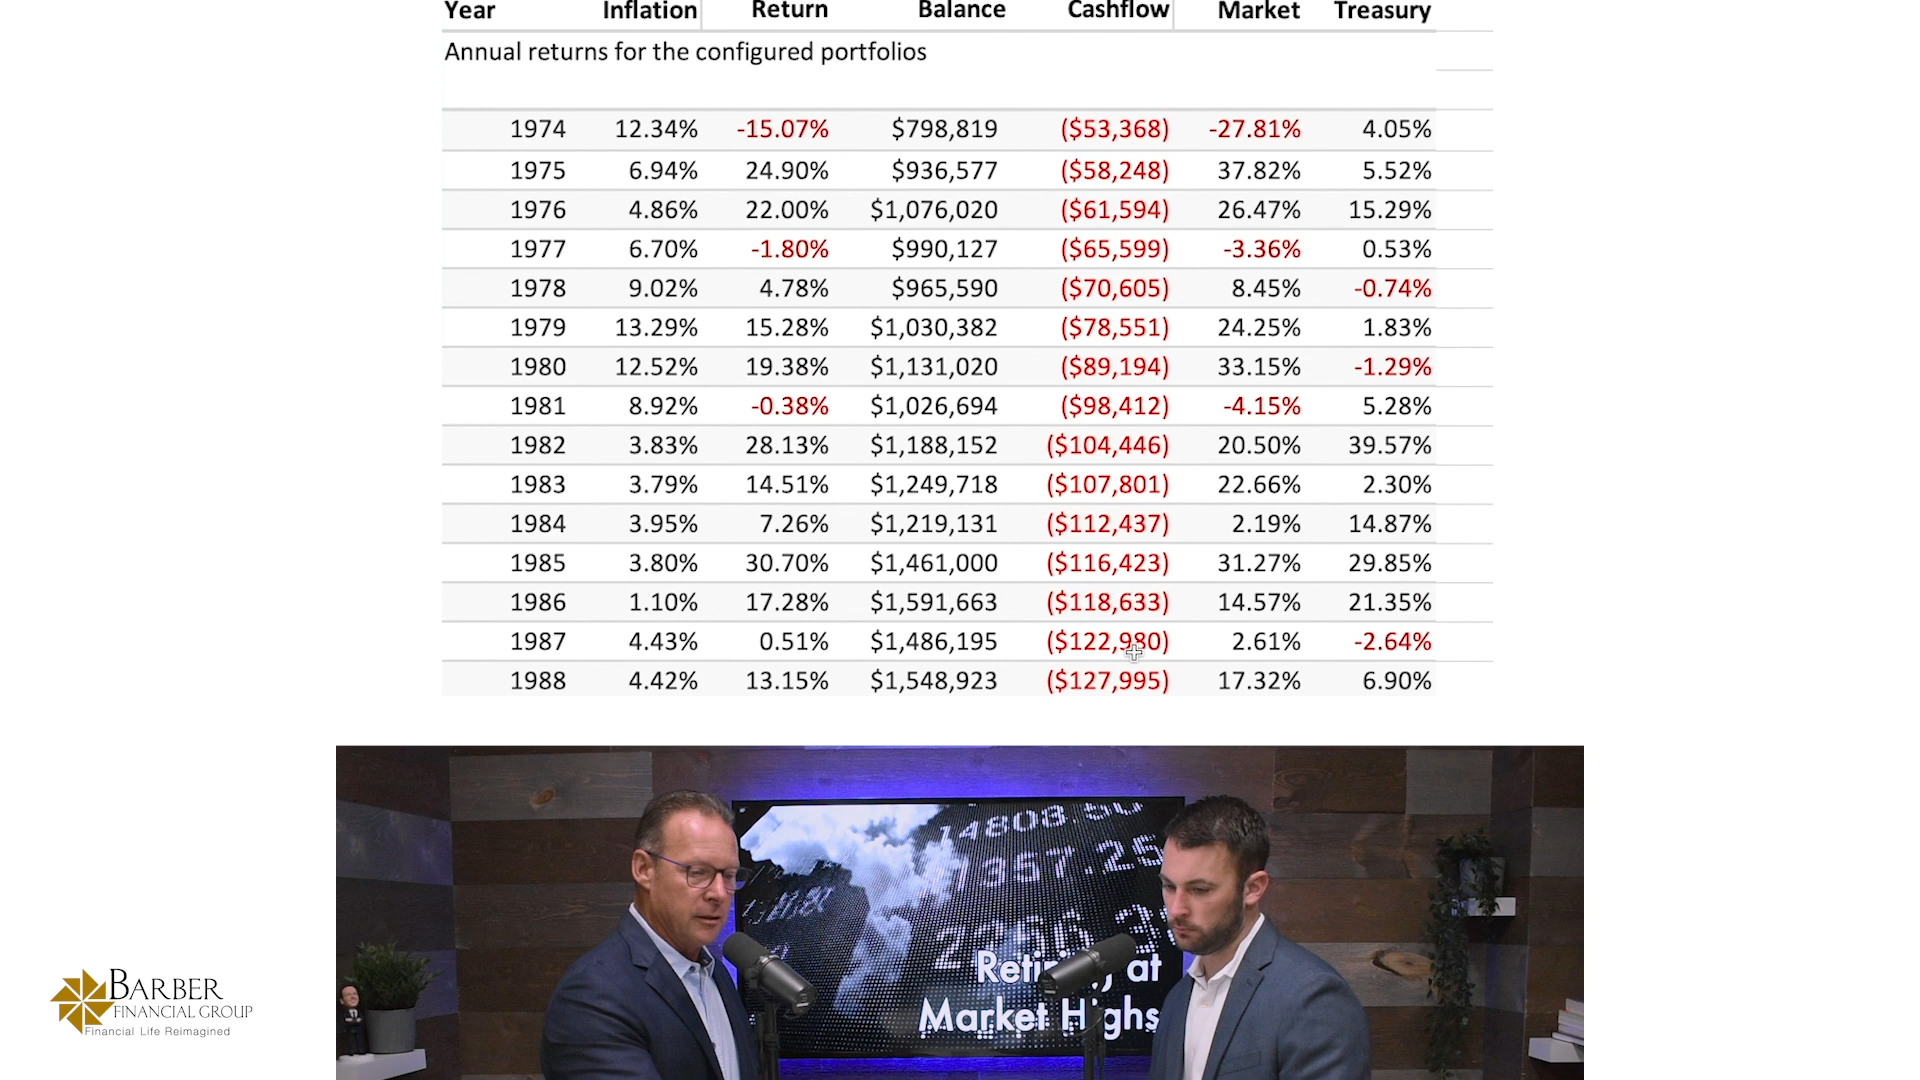 Year Inflation Return Balance Cashflow Market Treasury
Annual returns for the configured portfolios
1974 12.34% -15.07% $798,819 ($53,368) -27.81% 4.05%
1975 6.94% 24.90% $936,577 ($58,248) 37.82% 5.52%
1976 4.86% 22.00% $1,076,020 ($61,594) 26.47% 15.29%
1977 6.70% -1.80% $990,127 ($65,599) -3.36% 0.53%
1978 9.02% 4.78% $965,590 ($70,605) 8.45% -0.74%
1979 13.29% 15.28% $1,030,382 ($78,551) 24.25% 1.83%
1980 12.52% 19.38% $1,131,020 ($89,194) 33.15% -1.29%
1981 8.92% -0.38% $1,026,694 ($98,412) -4.15% 5.28%
1982 3.83% 28.13% $1,188,152 ($104,446) 20.50% 39.57%
1983 3.79% 14.51% $1,249,718 ($107,801) 22.66% 2.30%
1984 3.95% 7.26% $1,219,131 ($112,437) 2.19% 14.87%
1985 3.80% 30.70% $1,461,000 ($116,423) 31.27% 29.85%
1986 1.10% 17.28% $1,591,663 ($118,633) 14.57% 21.35%
1987 4.43% 0.51% $1,486,195 ($122,980) 2.61% -2.64%
1988 4.42% 13.15% $1,548,923 ($127,995) 17.32% 6.90%
14808.50
1357.25
at
Market
BARBER
FINANCIAL GROUP
Financial Life Reimagined